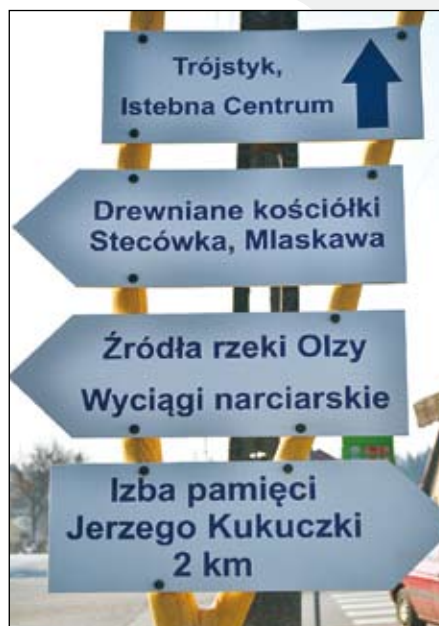 Trójstyk,
Istebna Centrum
Drewniane kościółki
Stecówka, Mlaskawa
Źródła rzeki Olzy
Wyciągi narciarskie
Izba pamięci
Jerzego Kukuczki
2 km